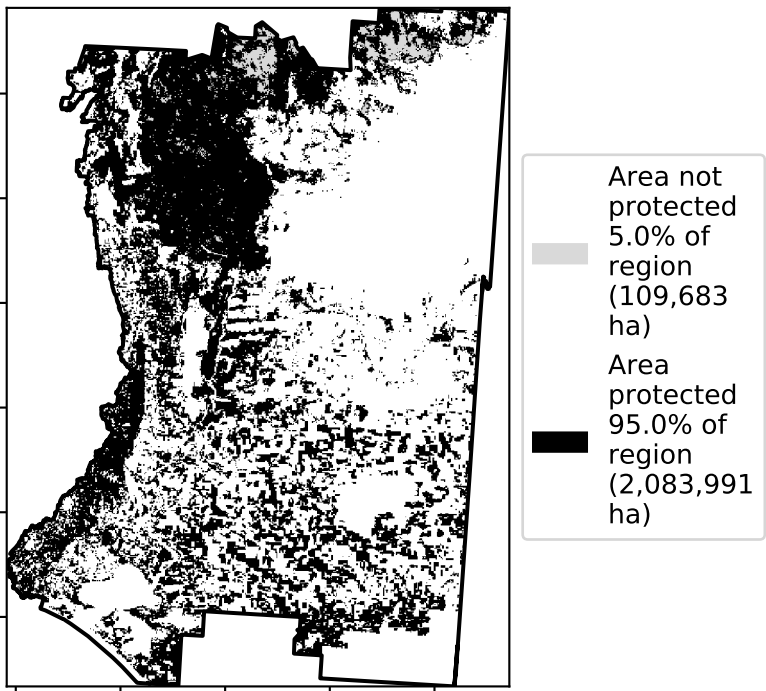 Area not
protected
5.0% of
region
(109,683
ha)
Area
protected
95.0% of
region
(2,083,991
ha)